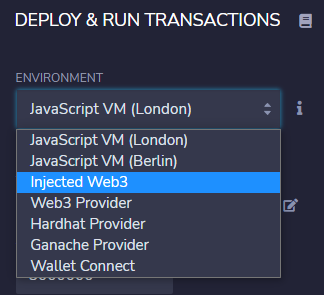 DEPLOY & RUN TRANSACTIONS
ENVIRONMENT
JavaScript VM (London)
JavaScript VM (London)
JavaScript VM (Berlin)
Injected Web3
Web3 Provider
Hardhat Provider
Ganache Provider
Wallet Connect